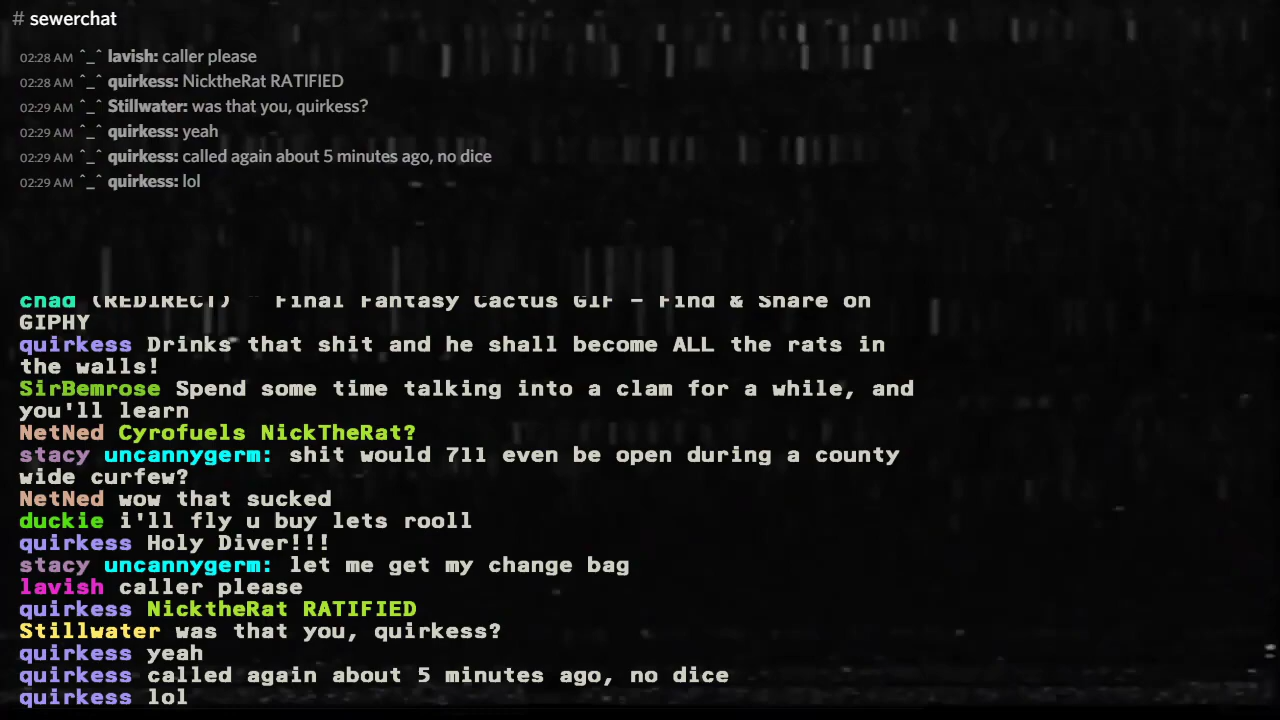 # sewerchat
02:28 AM ^_^ lavish: caller please
02:28 AM ^_^ quirkess: NicktheRat RATIFIED
02:29 AM ^_^ Stillwater: was that you, quirkess?
02:29 AM ^_^ quirkess: yeah
02:29 AM ^_^ quirkess: called again about 5 minutes ago, no dice
02:29 AM ^_^ quirkess: lol
chad (REDIRECT) - Final Fantasy Cactus GIF - Find & Share on
GIPHY
quirkess Drinks that shit and he shall become ALL the rats in
the walls!
SirBemrose Spend some time talking into a clam for a while, and
you'll learn
NetNed Cyrofuels NickTheRat?
stacy uncannygerm: shit would 711 even be open during a county
wide curfew?
NetNed wow that sucked
duckie i'll fly u buy lets rooll
quirkess Holy Diver!!!
stacy uncannygerm: let me get my change bag
lavish caller please
quirkess NicktheRat RATIFIED
Stillwater was that you, quirkess?
quirkess yeah
quirkess called again about 5 minutes ago, no dice
quirkess lol